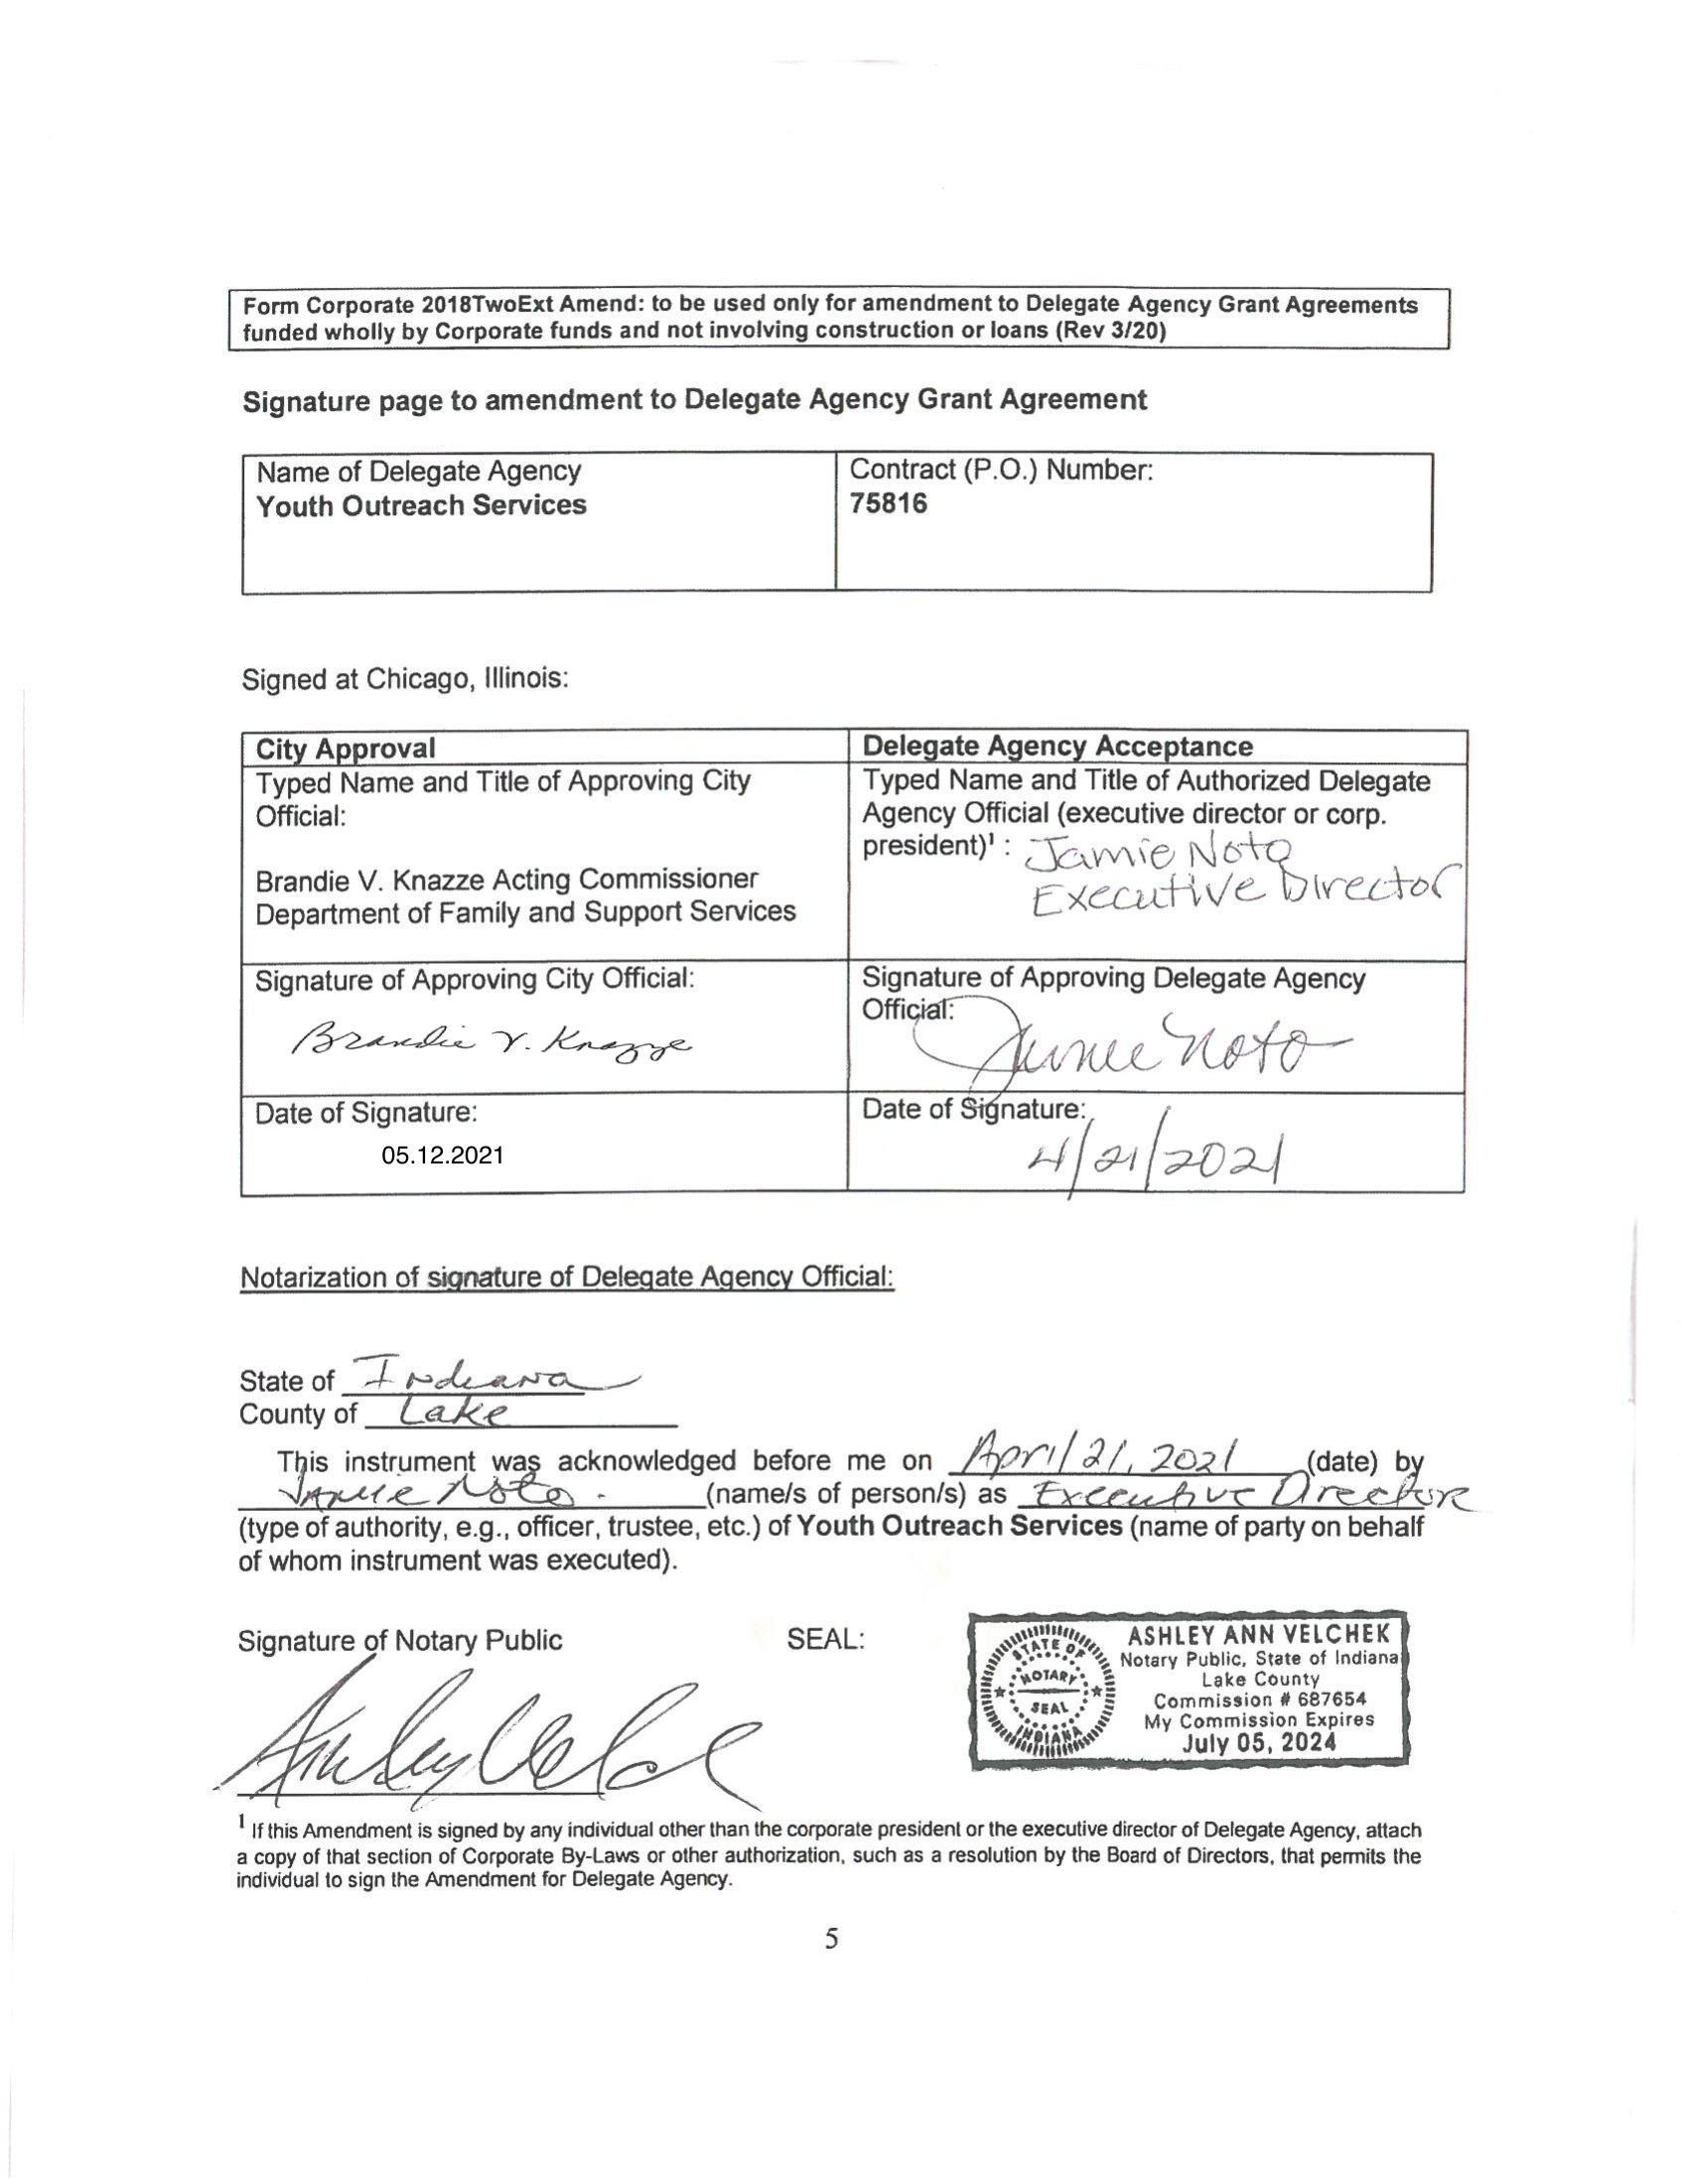 Form Corporate 2018TwoExt Amend: to be used only for amendment to Delegate Agency Grant Agreements
funded wholly by Corporate funds and not involving construction or loans (Rev 3/20)
Signature page to amendment to Delegate Agency Grant Agreement
Name of Delegate Agency
Youth Outreach Services
Contract (P.O.) Number:
75816
Signed at Chicago, Illinois:
City Approval
Typed Name and Title of Approving City
Official:
Brandie V. Knazze Acting Commissioner
Department of Family and Support Services
Delegate Agency Acceptance
Typed Name and Title of Authorized Delegate
Agency Official (executive director or corp.
president)¹ : Jamie Noto
Executive Director
Signature of Approving City Official:
Brandie V. Knazze
Signature of Approving Delegate Agency
Official:
Jamie Noto
Date of Signature:
05.12.2021
Date of Signature:
4/21/2021
Notarization of signature of Delegate Agency Official:
State of Indiana
County of Lake
This instrument was acknowledged before me on April 21, 2021 (date) by
Jamie Noto. (name/s of person/s) as Executive Director
(type of authority, e.g., officer, trustee, etc.) of Youth Outreach Services (name of party on behalf
of whom instrument was executed).
Signature of Notary Public
SEAL:
STATE OF
NOTARY
SEAL
INDIANA
ASHLEY ANN VELCHEK
Notary Public, State of Indiana
Lake County
Commission # 687654
My Commission Expires
July 05, 2024
¹ If this Amendment is signed by any individual other than the corporate president or the executive director of Delegate Agency, attach
a copy of that section of Corporate By-Laws or other authorization, such as a resolution by the Board of Directors, that permits the
individual to sign the Amendment for Delegate Agency.
5